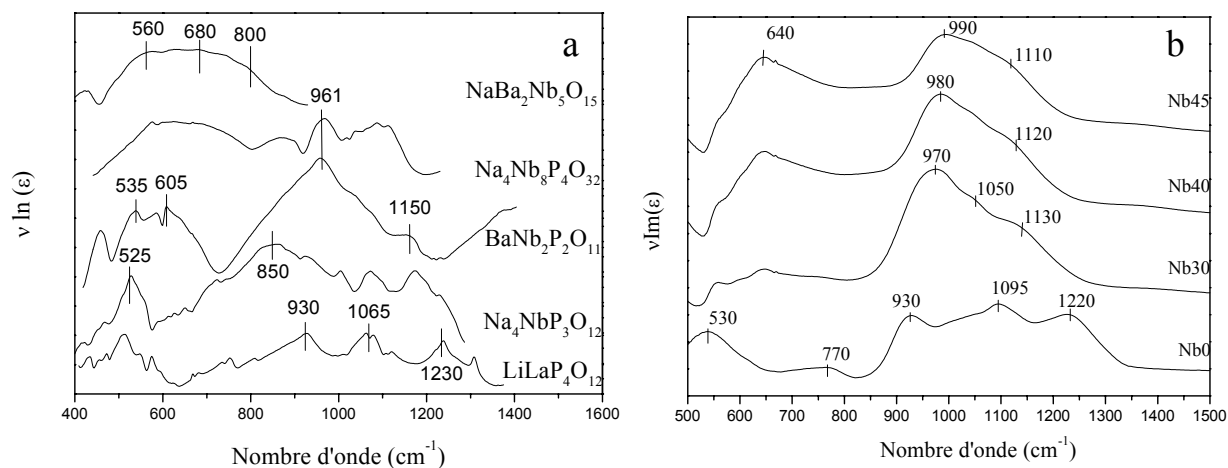 a
560 680 800
NaBa₂Nb₅O₁₅
961
Na₄Nb₈P₄O₃₂
535 605
1150
BaNb₂P₂O₁₁
525
850
Na₄NbP₃O₁₂
930 1065
1230
LiLaP₄O₁₂
ν ln (ε)
400 600 800 1000 1200 1400 1600
Nombre d'onde (cm⁻¹)
b
640 990 1110
Nb45
980 1120
Nb40
970 1050 1130
Nb30
530 770 930 1095 1220
Nb0
νIm(ε)
500 600 700 800 900 1000 1100 1200 1300 1400 1500
Nombre d'onde (cm⁻¹)